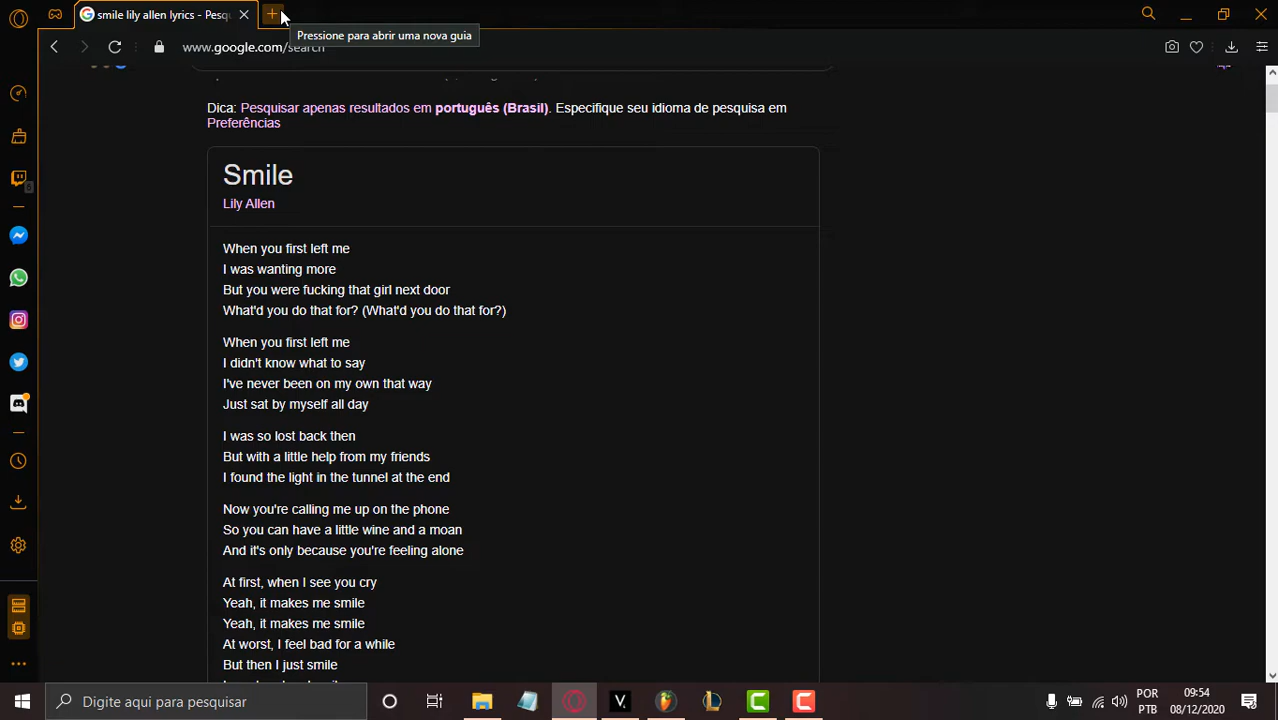 smile lily allen lyrics - Pesqu
Pressione para abrir uma nova guia
www.google.com/search
Dica: Pesquisar apenas resultados em português (Brasil). Especifique seu idioma de pesquisa em
Preferências
Smile
Lily Allen
When you first left me
I was wanting more
But you were fucking that girl next door
What'd you do that for? (What'd you do that for?)
When you first left me
I didn't know what to say
I've never been on my own that way
Just sat by myself all day
I was so lost back then
But with a little help from my friends
I found the light in the tunnel at the end
Now you're calling me up on the phone
So you can have a little wine and a moan
And it's only because you're feeling alone
At first, when I see you cry
Yeah, it makes me smile
Yeah, it makes me smile
At worst, I feel bad for a while
But then I just smile
Digite aqui para pesquisar
POR
PTB
09:54
08/12/2020